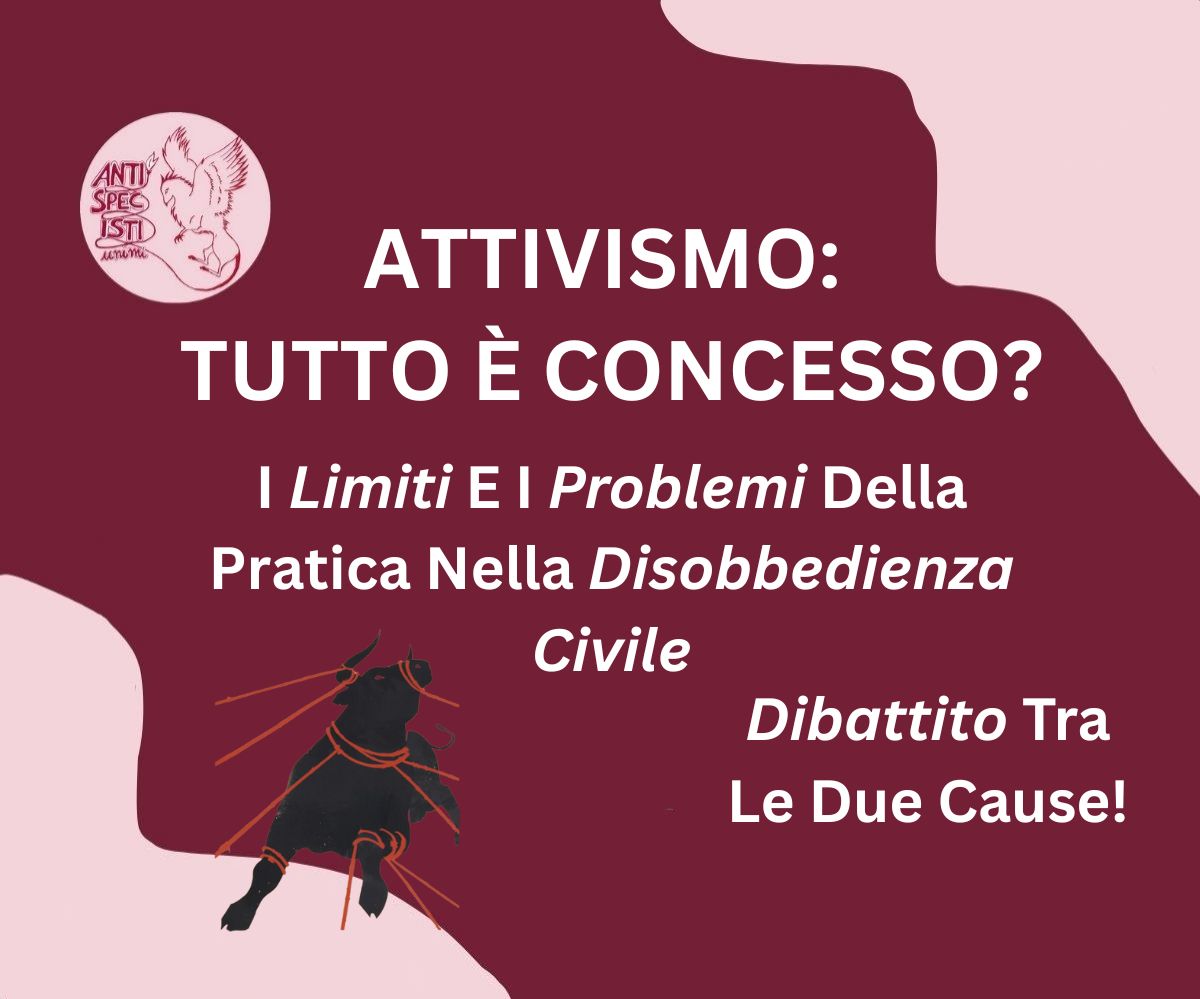 ANTI
SPEC
ISTI
unimi
ATTIVISMO:
TUTTO È CONCESSO?
I Limiti E I Problemi Della
Pratica Nella Disobbedienza
Civile
Dibattito Tra
Le Due Cause!